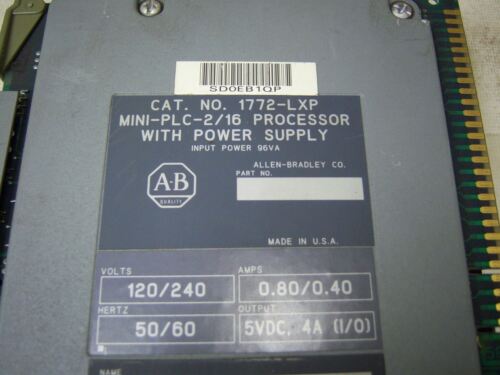 SD0EB1QP
CAT. NO. 1772-LXP
MINI-PLC-2/16 PROCESSOR
WITH POWER SUPPLY
INPUT POWER 96VA
ALLEN-BRADLEY CO.
PART NO.
A-B
QUALITY
MADE IN U.S.A.
VOLTS
120/240
AMPS
0.80/0.40
HERTZ
50/60
OUTPUT
5VDC, 4A (I/O)
NAME